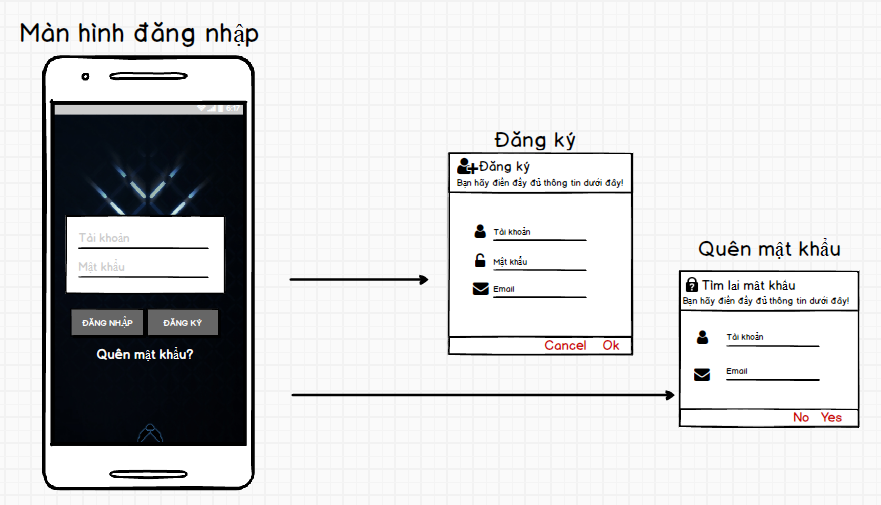 Màn hình đăng nhập
Tài khoản
Mật khẩu
ĐĂNG NHẬP
ĐĂNG KÝ
Quên mật khẩu?
Đăng ký
Đăng ký
Bạn hãy điền đầy đủ thông tin dưới đây!
Tài khoản
Mật khẩu
Email
Cancel Ok
Quên mật khẩu
Tìm lại mật khẩu
Bạn hãy điền đầy đủ thông tin dưới đây!
Tài khoản
Email
No Yes